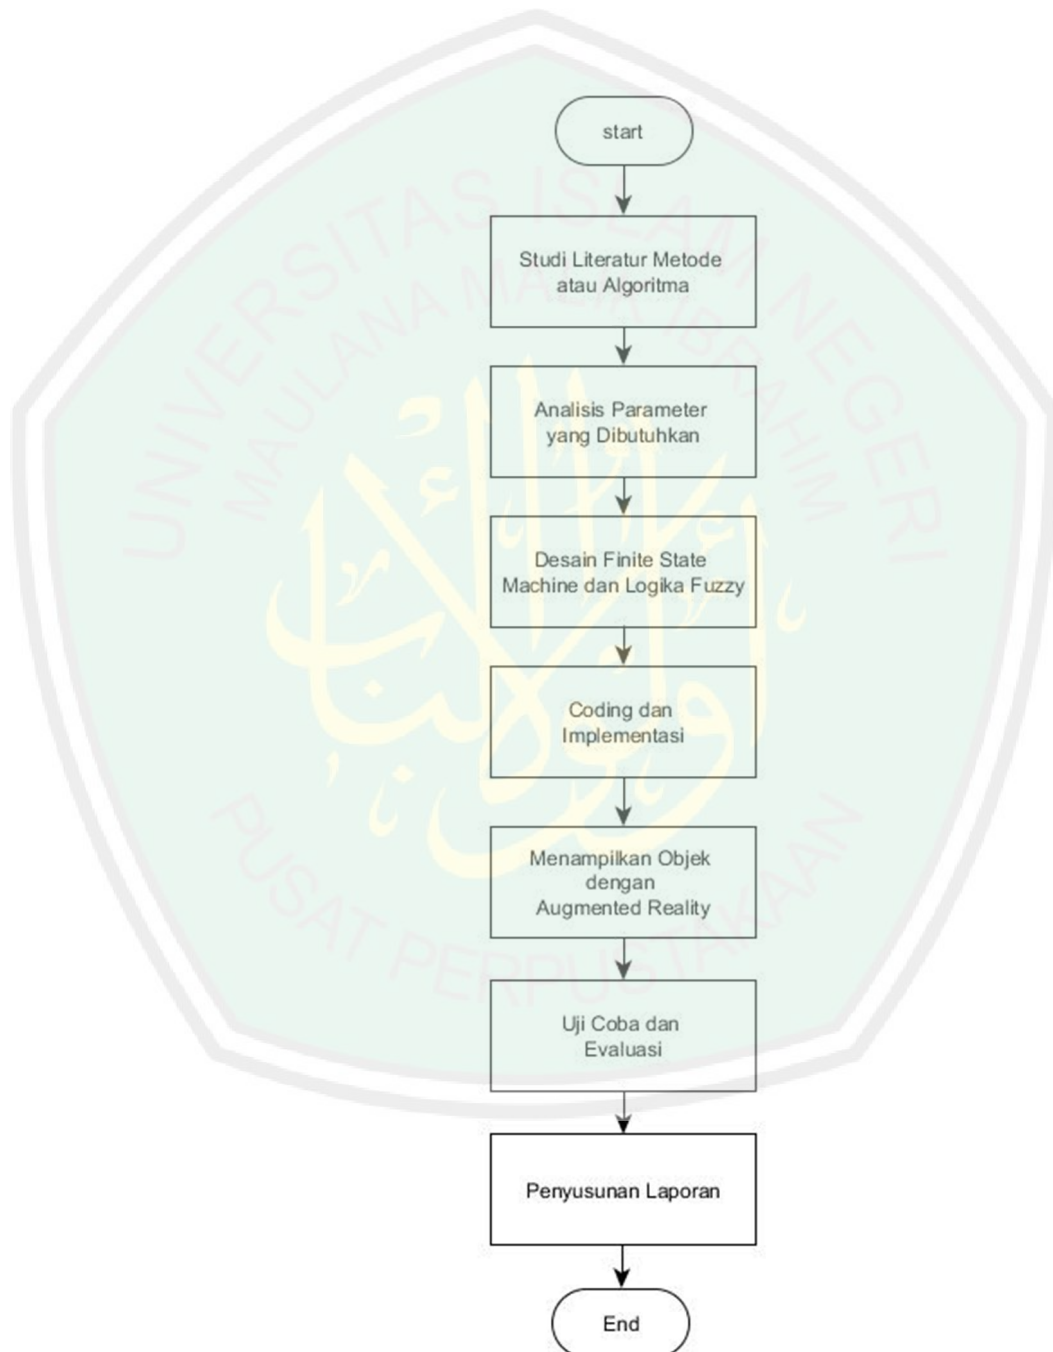 start
Studi Literatur Metode
atau Algoritma
Analisis Parameter
yang Dibutuhkan
Desain Finite State
Machine dan Logika Fuzzy
Coding dan
Implementasi
Menampilkan Objek
dengan
Augmented Reality
Uji Coba dan
Evaluasi
Penyusunan Laporan
End
UNIVERSITAS ISLAM NEGERI
MAULANA MALIK IBRAHIM
PUSAT PERPUSTAKAAN